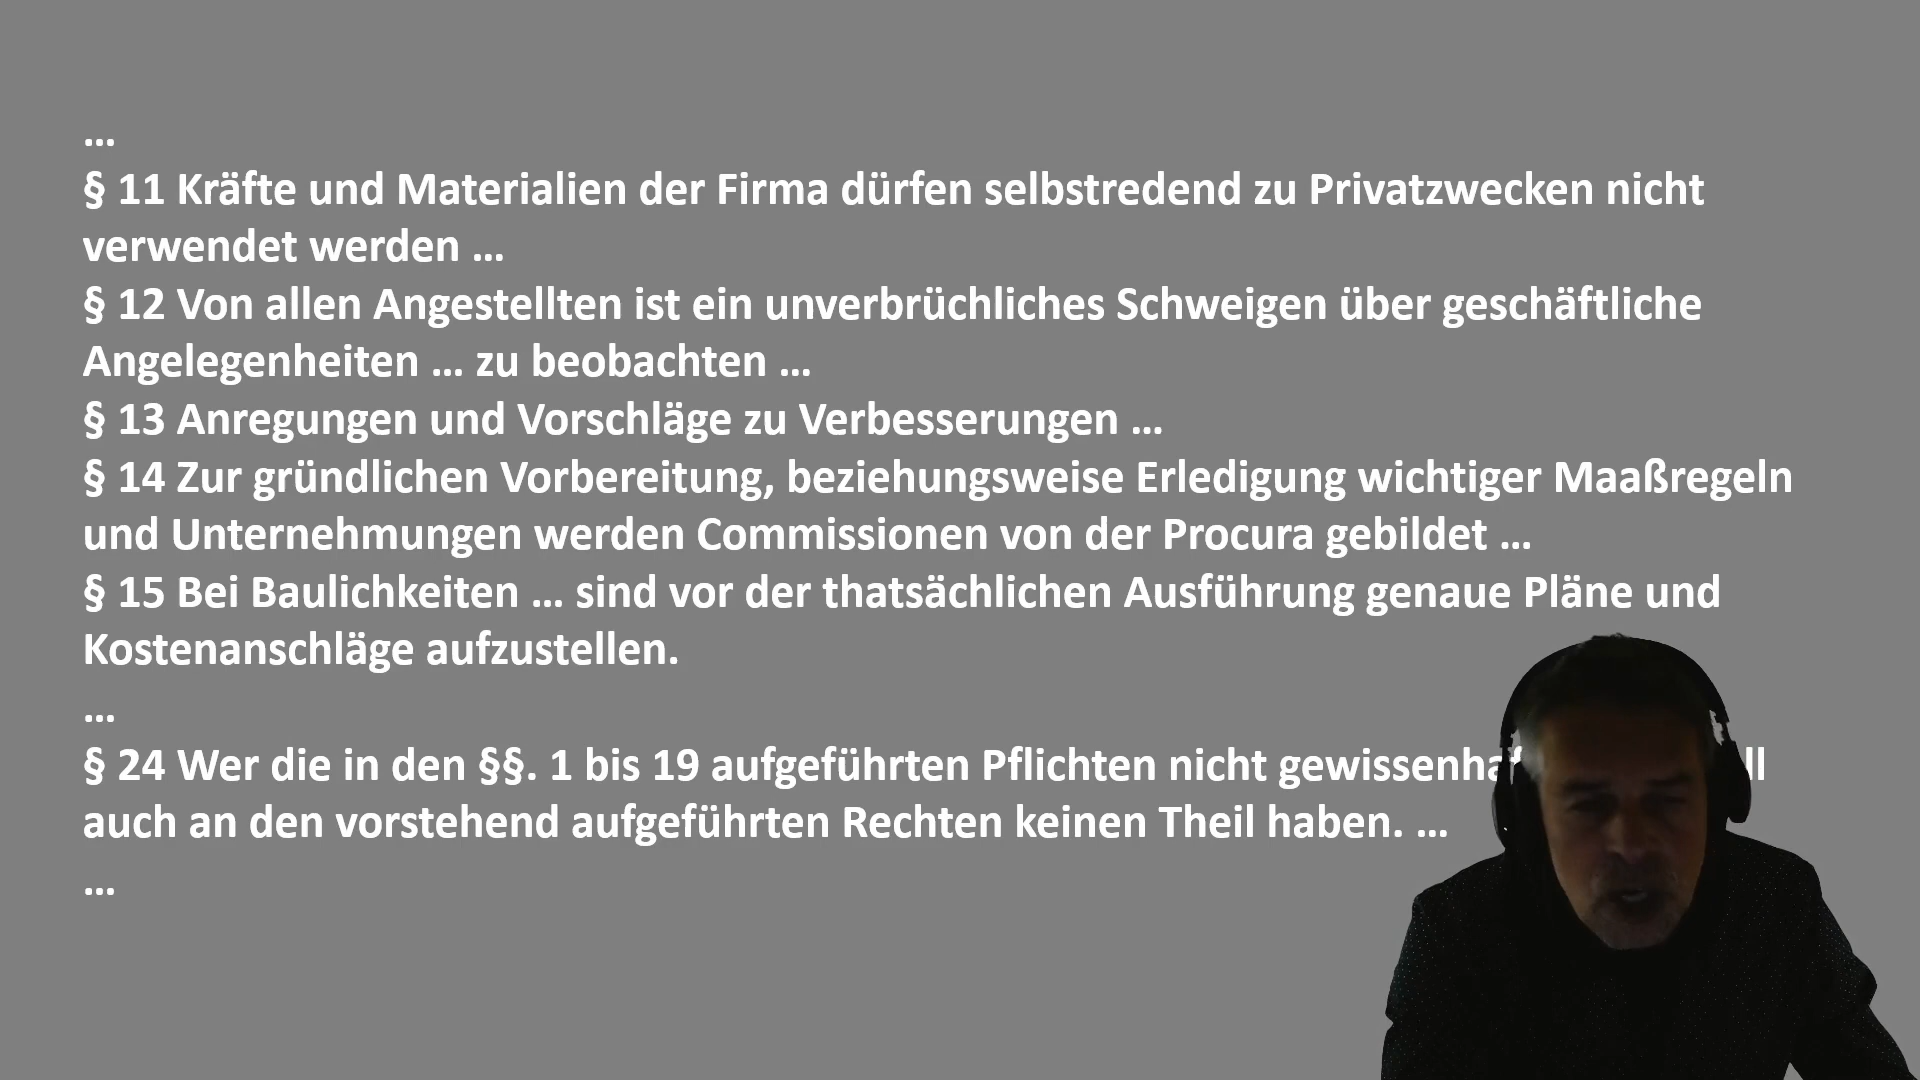 ...
§ 11 Kräfte und Materialien der Firma dürfen selbstredend zu Privatzwecken nicht
verwendet werden ...
§ 12 Von allen Angestellten ist ein unverbrüchliches Schweigen über geschäftliche
Angelegenheiten ... zu beobachten ...
§ 13 Anregungen und Vorschläge zu Verbesserungen ...
§ 14 Zur gründlichen Vorbereitung, beziehungsweise Erledigung wichtiger Maaßregeln
und Unternehmungen werden Commissionen von der Procura gebildet ...
§ 15 Bei Baulichkeiten ... sind vor der thatsächlichen Ausführung genaue Pläne und
Kostenanschläge aufzustellen.
...
§ 24 Wer die in den §§. 1 bis 19 aufgeführten Pflichten nicht
auch an den vorstehend aufgeführten Rechten keinen Theil haben. ...
...